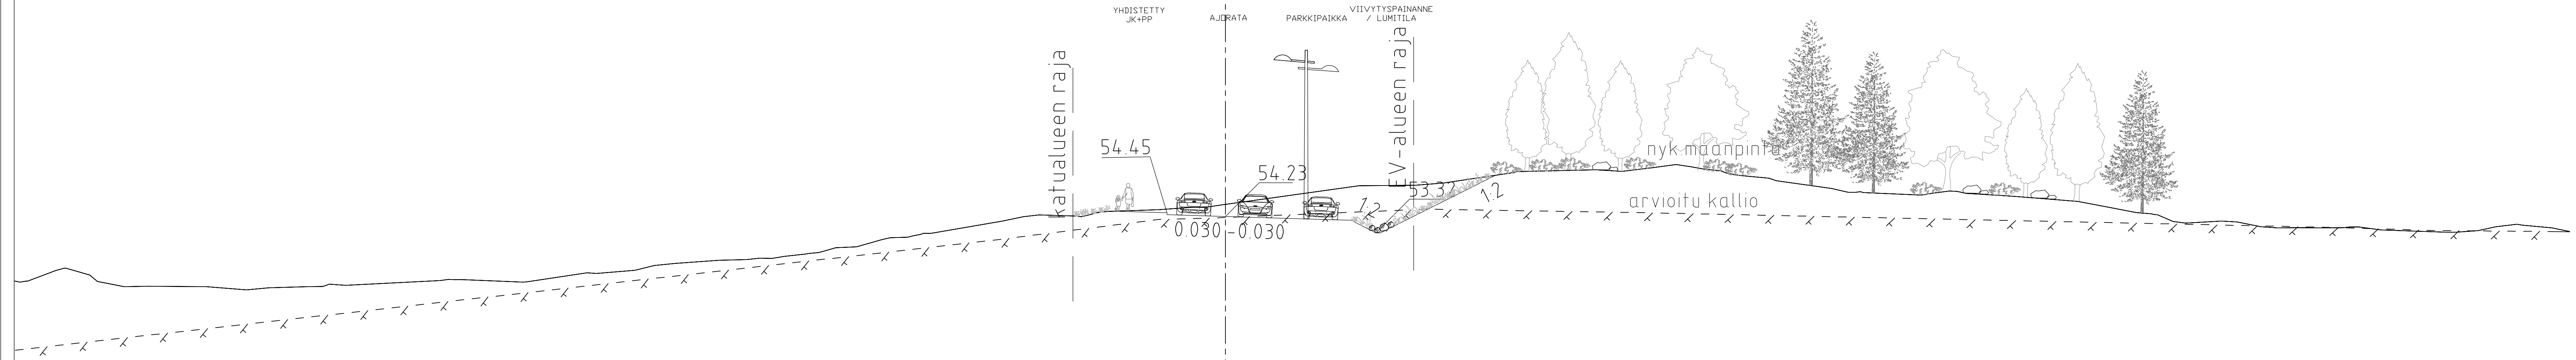 YHDISTETTY
JK+PP
AJORATA
PARKKIPAIKKA
VIIVYTYSPAINANNE
/ LUMITILA
katualueen raja
EV-alueen raja
54.45
54.23
53.37
1:2
1:2
0.030
-0.030
nyk maanpinta
arvioitu kallio